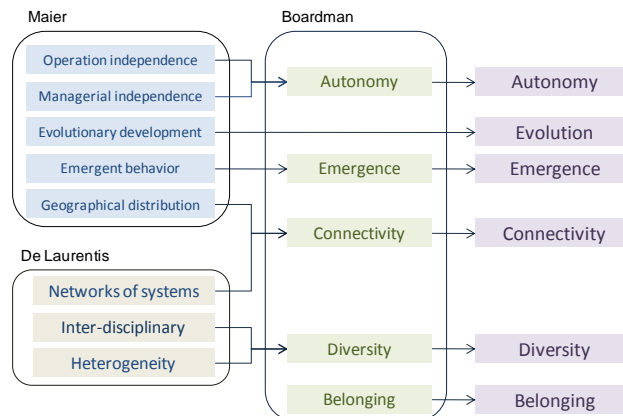 Maier
Boardman
Operation independence
Managerial independence
Evolutionary development
Emergent behavior
Geographical distribution
De Laurentis
Networks of systems
Inter-disciplinary
Heterogeneity
Autonomy
Emergence
Connectivity
Diversity
Belonging
Autonomy
Evolution
Emergence
Connectivity
Diversity
Belonging